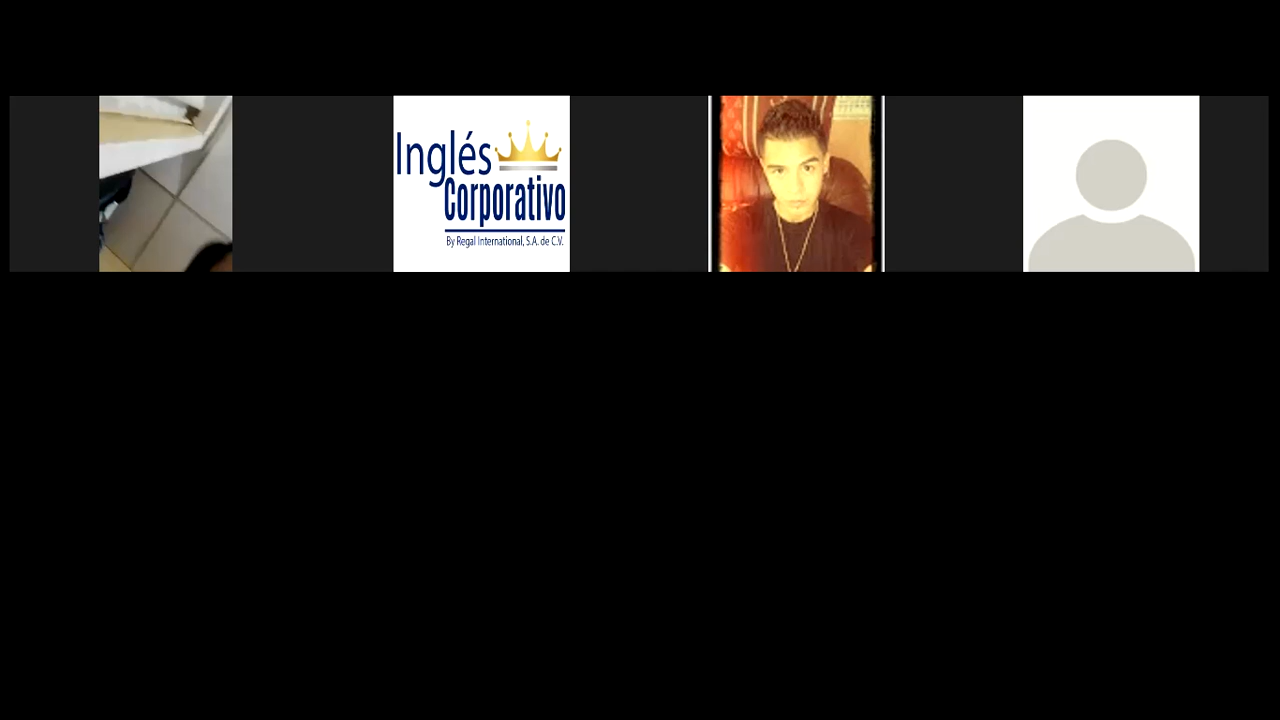 Inglés
Corporativo
By Regal International, S.A. de C.V.